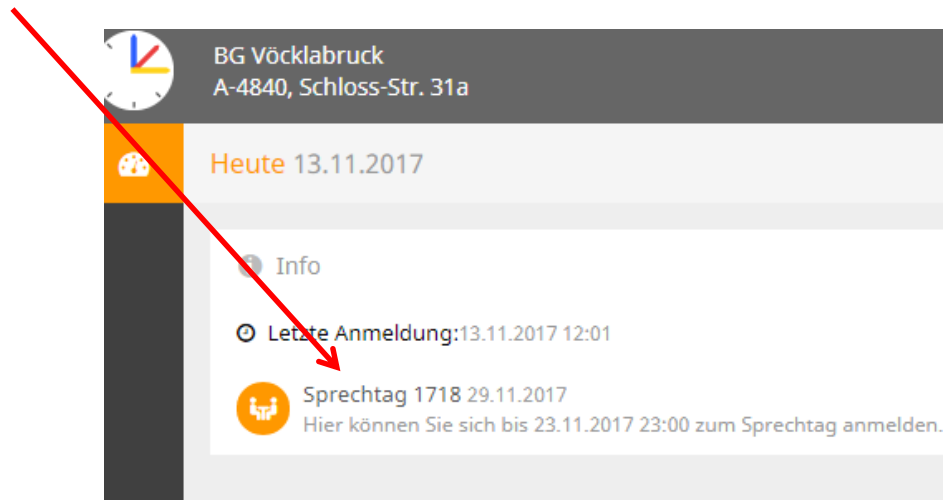 BG Vöcklabruck
A-4840, Schloss-Str. 31a
Heute 13.11.2017
Info
Letzte Anmeldung:13.11.2017 12:01
Sprechtag 1718 29.11.2017
Hier können Sie sich bis 23.11.2017 23:00 zum Sprechtag anmelden.